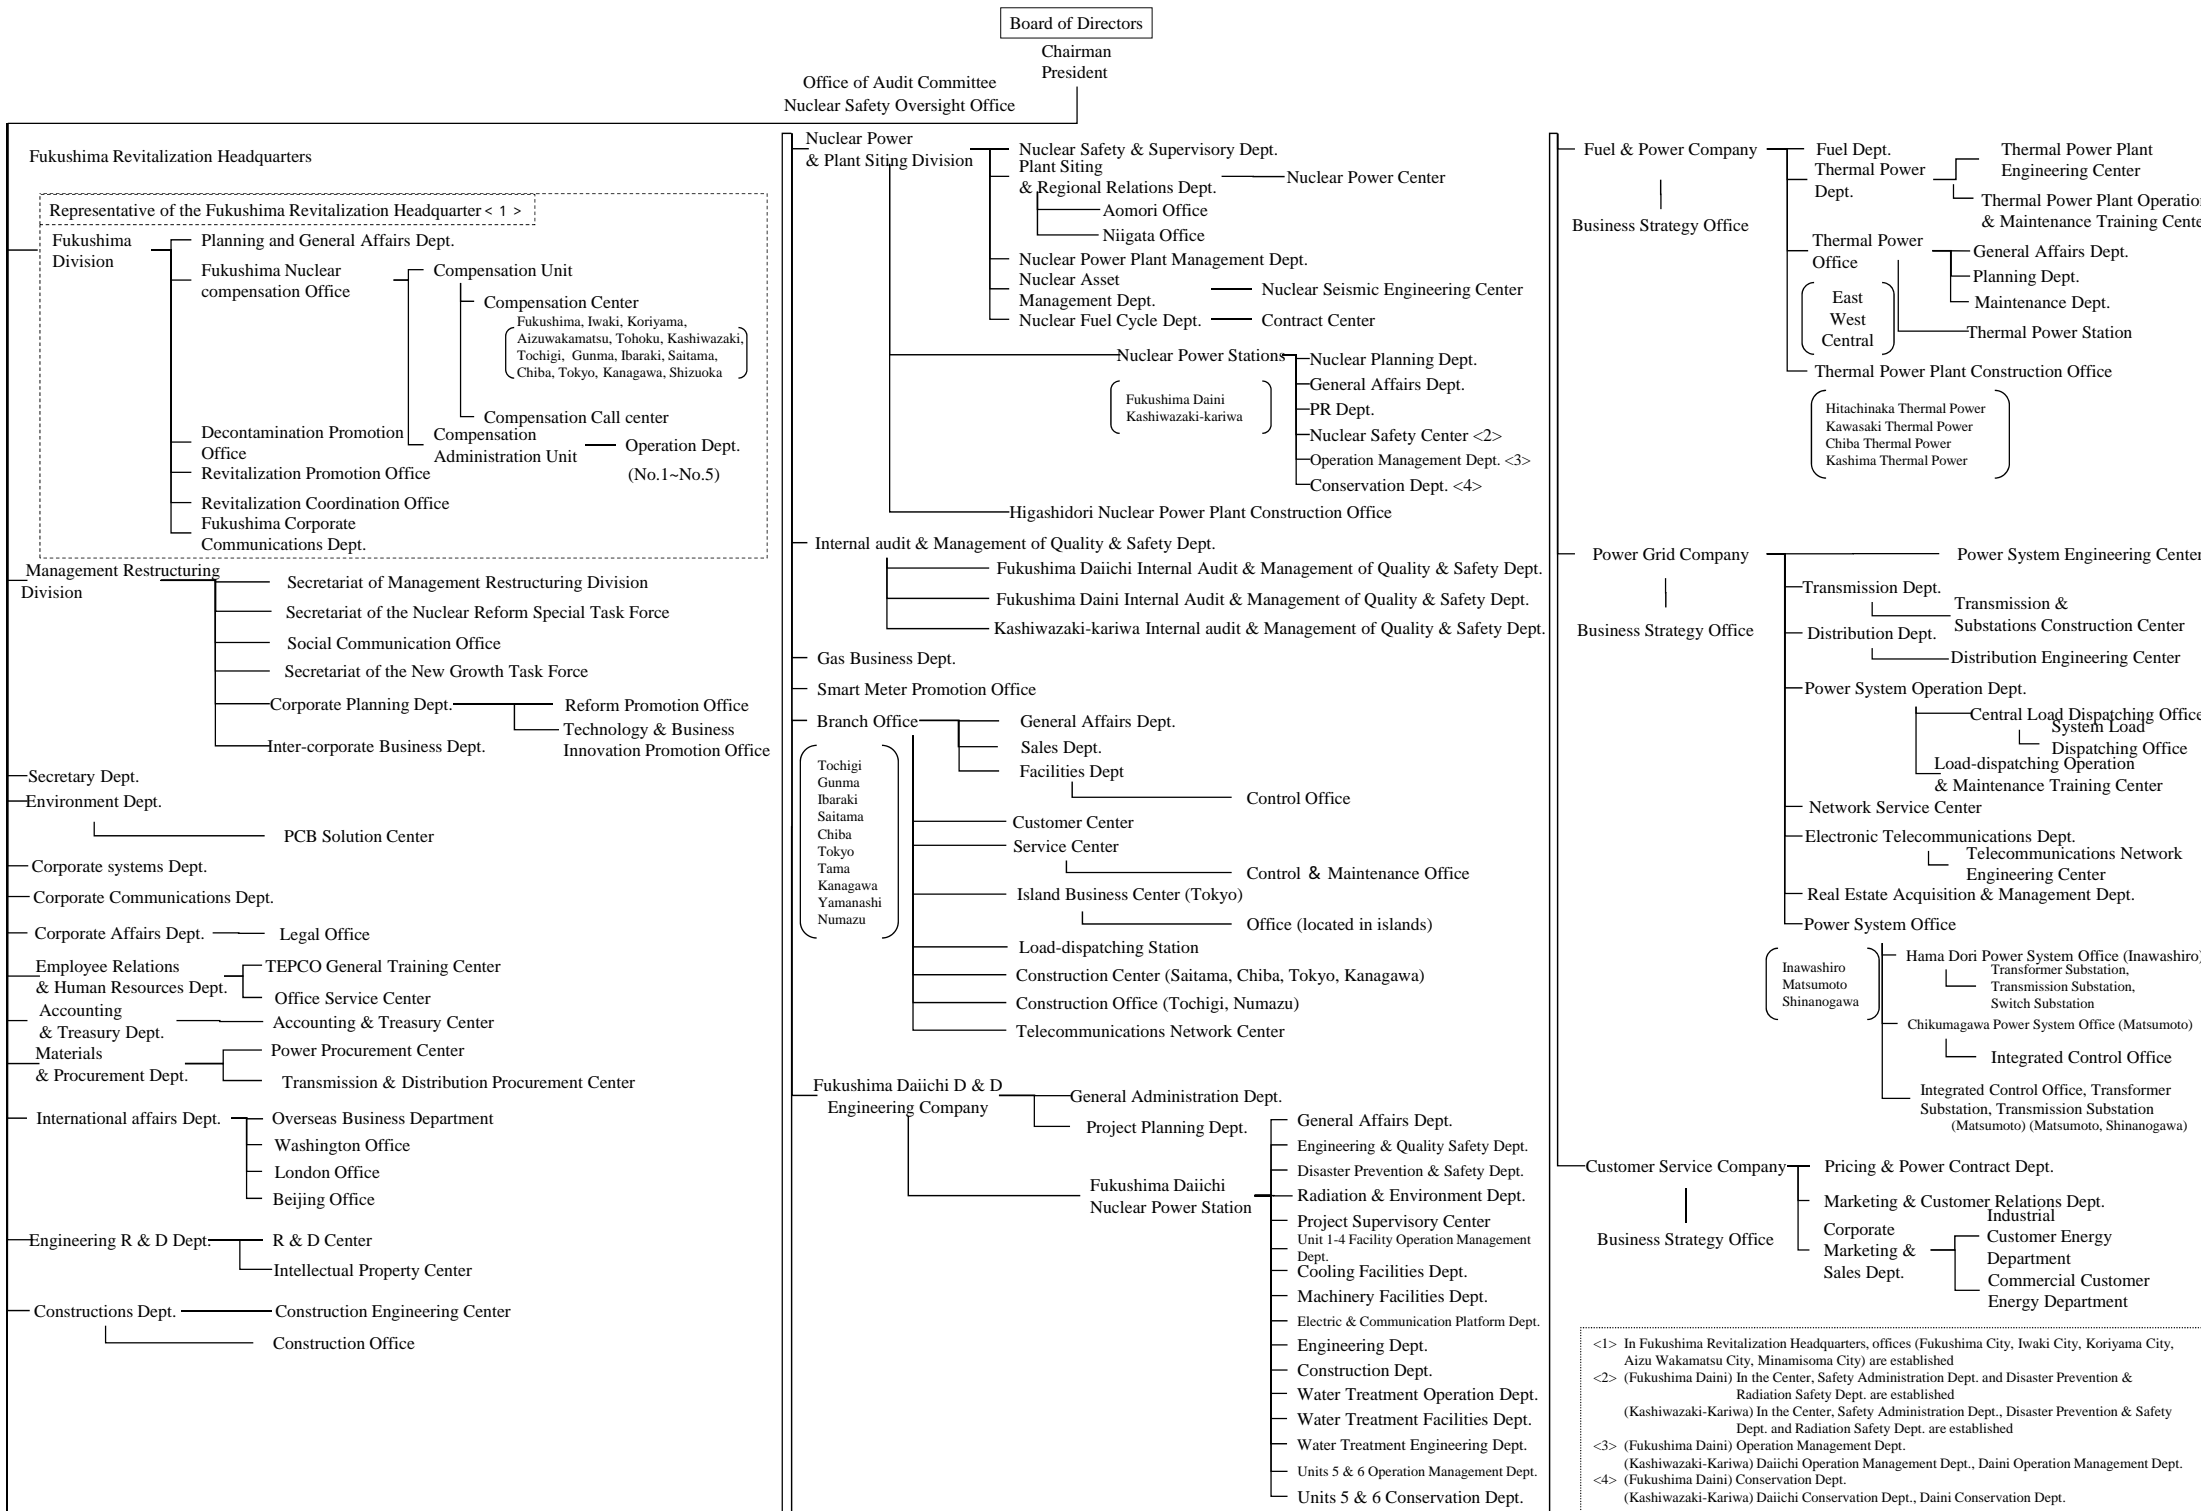 Board of Directors
Chairman
President
Office of Audit Committee
Nuclear Safety Oversight Office
Fukushima Revitalization Headquarters
Representative of the Fukushima Revitalization Headquarter< 1 >
Fukushima
Division
Planning and General Affairs Dept.
Fukushima Nuclear
compensation Office
Compensation Unit
Compensation Center
Fukushima, Iwaki, Koriyama,
Aizuwakamatsu, Tohoku, Kashiwazaki,
Tochigi, Gunma, Ibaraki, Saitama,
Chiba, Tokyo, Kanagawa, Shizuoka
Compensation Call center
Compensation
Administration Unit
Operation Dept.
(No.1~No.5)
Decontamination Promotion
Office
Revitalization Promotion Office
Revitalization Coordination Office
Fukushima Corporate
Communications Dept.
Management Restructuring
Division
Secretariat of Management Restructuring Division
Secretariat of the Nuclear Reform Special Task Force
Social Communication Office
Secretariat of the New Growth Task Force
Corporate Planning Dept.
Reform Promotion Office
Technology & Business
Innovation Promotion Office
Inter-corporate Business Dept.
Secretary Dept.
Environment Dept.
PCB Solution Center
Corporate systems Dept.
Corporate Communications Dept.
Corporate Affairs Dept.
Legal Office
Employee Relations
& Human Resources Dept.
TEPCO General Training Center
Office Service Center
Accounting
& Treasury Dept.
Accounting & Treasury Center
Materials
& Procurement Dept.
Power Procurement Center
Transmission & Distribution Procurement Center
International affairs Dept.
Overseas Business Department
Washington Office
London Office
Beijing Office
Engineering R & D Dept.
R & D Center
Intellectual Property Center
Constructions Dept.
Construction Engineering Center
Construction Office
Nuclear Power
& Plant Siting Division
Nuclear Safety & Supervisory Dept.
Plant Siting
& Regional Relations Dept.
Nuclear Power Center
Aomori Office
Niigata Office
Nuclear Power Plant Management Dept.
Nuclear Asset
Management Dept.
Nuclear Seismic Engineering Center
Nuclear Fuel Cycle Dept.
Contract Center
Nuclear Power Stations
Fukushima Daini
Kashiwazaki-kariwa
Nuclear Planning Dept.
General Affairs Dept.
PR Dept.
Nuclear Safety Center <2>
Operation Management Dept. <3>
Conservation Dept. <4>
Higashidori Nuclear Power Plant Construction Office
Internal audit & Management of Quality & Safety Dept.
Fukushima Daiichi Internal Audit & Management of Quality & Safety Dept.
Fukushima Daini Internal Audit & Management of Quality & Safety Dept.
Kashiwazaki-kariwa Internal audit & Management of Quality & Safety Dept.
Gas Business Dept.
Smart Meter Promotion Office
Branch Office
Tochigi
Gunma
Ibaraki
Saitama
Chiba
Tokyo
Tama
Kanagawa
Yamanashi
Numazu
General Affairs Dept.
Sales Dept.
Facilities Dept
Control Office
Customer Center
Service Center
Control & Maintenance Office
Island Business Center (Tokyo)
Office (located in islands)
Load-dispatching Station
Construction Center (Saitama, Chiba, Tokyo, Kanagawa)
Construction Office (Tochigi, Numazu)
Telecommunications Network Center
Fukushima Daiichi D & D
Engineering Company
General Administration Dept.
Project Planning Dept.
Fukushima Daiichi
Nuclear Power Station
General Affairs Dept.
Engineering & Quality Safety Dept.
Disaster Prevention & Safety Dept.
Radiation & Environment Dept.
Project Supervisory Center
Unit 1-4 Facility Operation Management
Dept.
Cooling Facilities Dept.
Machinery Facilities Dept.
Electric & Communication Platform Dept.
Engineering Dept.
Construction Dept.
Water Treatment Operation Dept.
Water Treatment Facilities Dept.
Water Treatment Engineering Dept.
Units 5 & 6 Operation Management Dept.
Units 5 & 6 Conservation Dept.
Fuel & Power Company
Business Strategy Office
Fuel Dept.
Thermal Power
Dept.
Thermal Power Plant
Engineering Center
Thermal Power Plant Operation
& Maintenance Training Cente
Thermal Power
Office
East
West
Central
General Affairs Dept.
Planning Dept.
Maintenance Dept.
Thermal Power Station
Thermal Power Plant Construction Office
Hitachinaka Thermal Power
Kawasaki Thermal Power
Chiba Thermal Power
Kashima Thermal Power
Power Grid Company
Business Strategy Office
Power System Engineering Center
Transmission Dept.
Transmission &
Substations Construction Center
Distribution Dept.
Distribution Engineering Center
Power System Operation Dept.
Central Load Dispatching Office
System Load
Dispatching Office
Load-dispatching Operation
& Maintenance Training Center
Network Service Center
Electronic Telecommunications Dept.
Telecommunications Network
Engineering Center
Real Estate Acquisition & Management Dept.
Power System Office
Inawashiro
Matsumoto
Shinanogawa
Hama Dori Power System Office (Inawashiro)
Transformer Substation,
Transmission Substation,
Switch Substation
Chikumagawa Power System Office (Matsumoto)
Integrated Control Office
Integrated Control Office, Transformer
Substation, Transmission Substation
(Matsumoto) (Matsumoto, Shinanogawa)
Customer Service Company
Business Strategy Office
Pricing & Power Contract Dept.
Marketing & Customer Relations Dept.
Corporate
Marketing &
Sales Dept.
Industrial
Customer Energy
Department
Commercial Customer
Energy Department
<1> In Fukushima Revitalization Headquarters, offices (Fukushima City, Iwaki City, Koriyama City,
Aizu Wakamatsu City, Minamisoma City) are established
<2> (Fukushima Daini) In the Center, Safety Administration Dept. and Disaster Prevention &
Radiation Safety Dept. are established
(Kashiwazaki-Kariwa) In the Center, Safety Administration Dept., Disaster Prevention & Safety
Dept. and Radiation Safety Dept. are established
<3> (Fukushima Daini) Operation Management Dept.
(Kashiwazaki-Kariwa) Daiichi Operation Management Dept., Daini Operation Management Dept.
<4> (Fukushima Daini) Conservation Dept.
(Kashiwazaki-Kariwa) Daiichi Conservation Dept., Daini Conservation Dept.